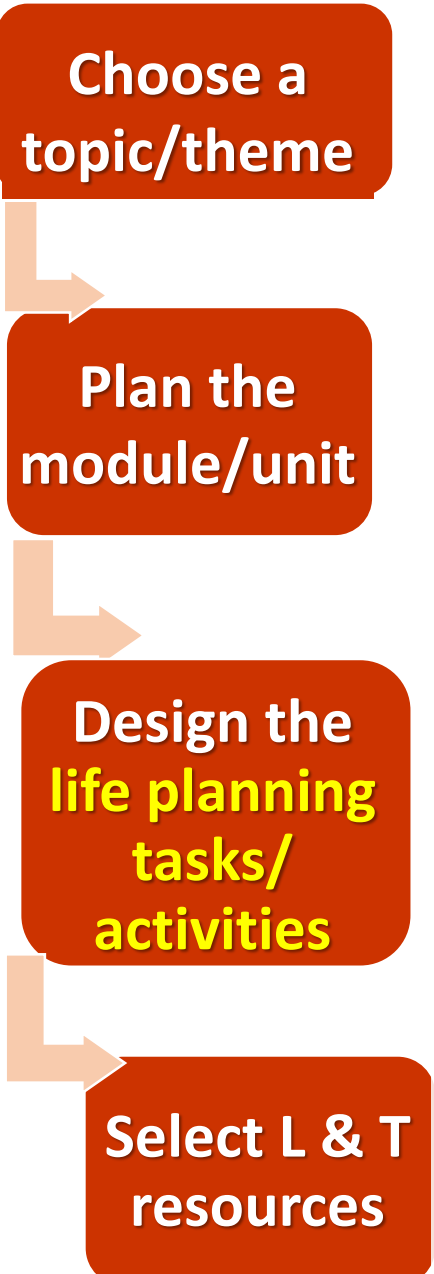 Choose a
topic/theme
Plan the
module/unit
Design the
life planning
tasks/
activities
Select L & T
resources